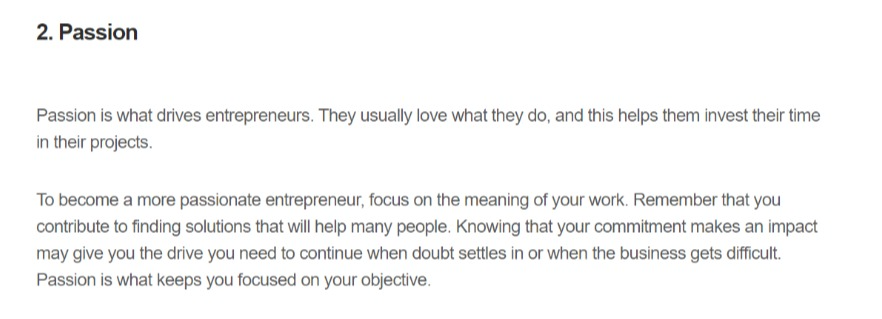 2. Passion
Passion is what drives entrepreneurs. They usually love what they do, and this helps them invest their time
in their projects.
To become a more passionate entrepreneur, focus on the meaning of your work. Remember that you
contribute to finding solutions that will help many people. Knowing that your commitment makes an impact
may give you the drive you need to continue when doubt settles in or when the business gets difficult.
Passion is what keeps you focused on your objective.